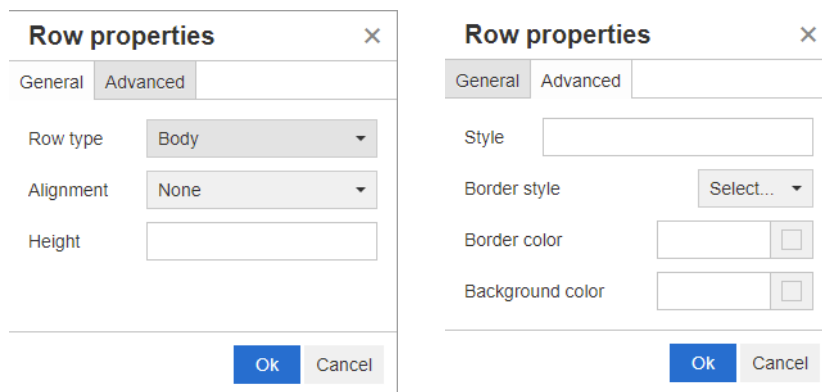 Row properties ×
General Advanced
Row type Body
Alignment None
Height
Ok Cancel
Row properties ×
General Advanced
Style
Border style Select...
Border color
Background color
Ok Cancel